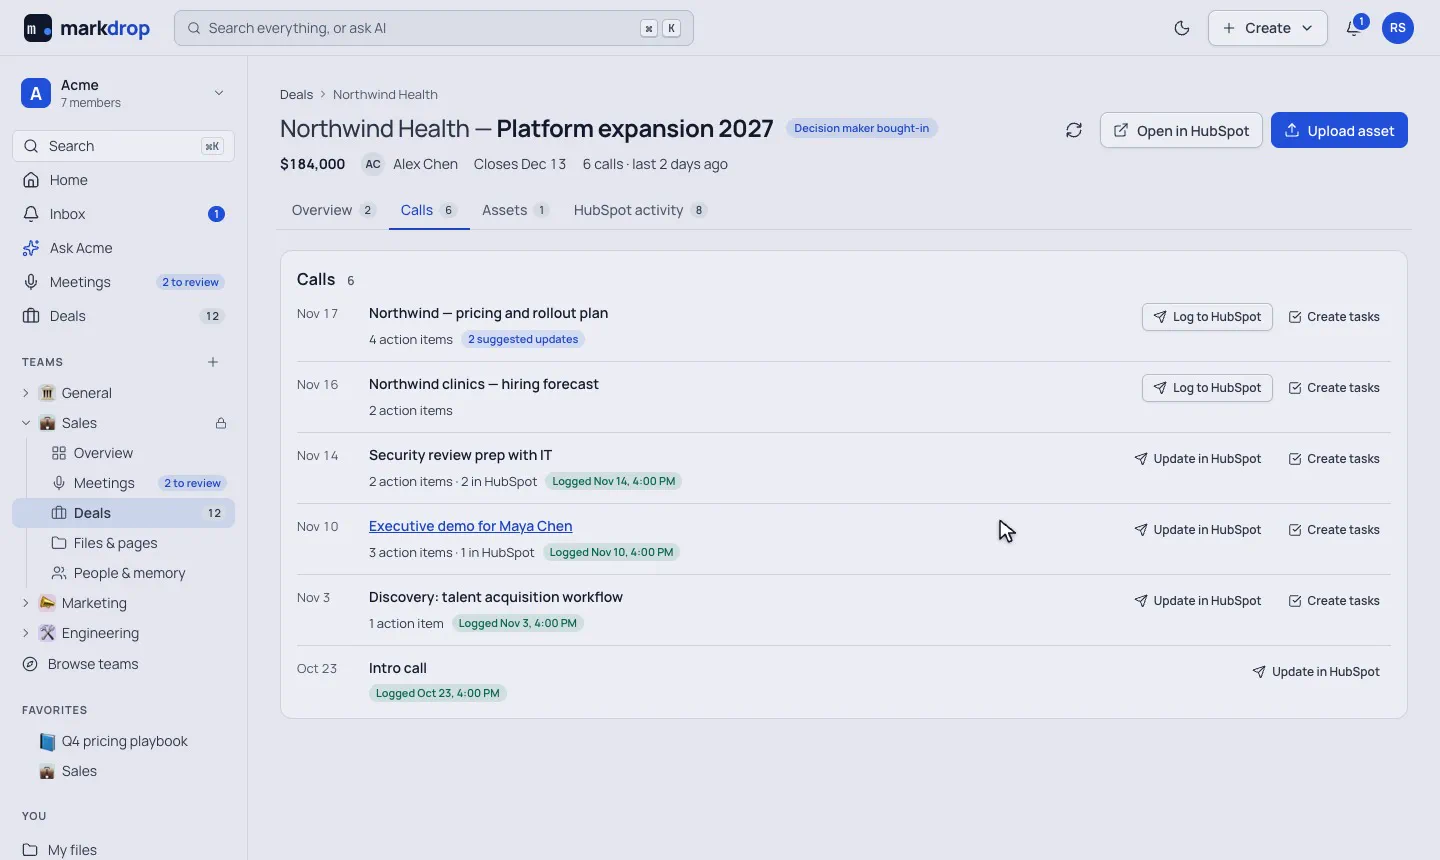 m. markdrop
Search everything, or ask AI ⌘ K
Create
1
RS
A Acme
7 members
Search ⌘K
Home
Inbox 1
Ask Acme
Meetings 2 to review
Deals 12
TEAMS
General
Sales
Overview
Meetings 2 to review
Deals 12
Files & pages
People & memory
Marketing
Engineering
Browse teams
FAVORITES
Q4 pricing playbook
Sales
YOU
My files
Deals › Northwind Health
Northwind Health — Platform expansion 2027 Decision maker bought-in
Open in HubSpot
Upload asset
$184,000 AC Alex Chen Closes Dec 13 6 calls · last 2 days ago
Overview 2 Calls 6 Assets 1 HubSpot activity 8
Calls 6
Nov 17 Northwind — pricing and rollout plan Log to HubSpot Create tasks
4 action items 2 suggested updates
Nov 16 Northwind clinics — hiring forecast Log to HubSpot Create tasks
2 action items
Nov 14 Security review prep with IT Update in HubSpot Create tasks
2 action items · 2 in HubSpot Logged Nov 14, 4:00 PM
Nov 10 Executive demo for Maya Chen Update in HubSpot Create tasks
3 action items · 1 in HubSpot Logged Nov 10, 4:00 PM
Nov 3 Discovery: talent acquisition workflow Update in HubSpot Create tasks
1 action item Logged Nov 3, 4:00 PM
Oct 23 Intro call Update in HubSpot
Logged Oct 23, 4:00 PM